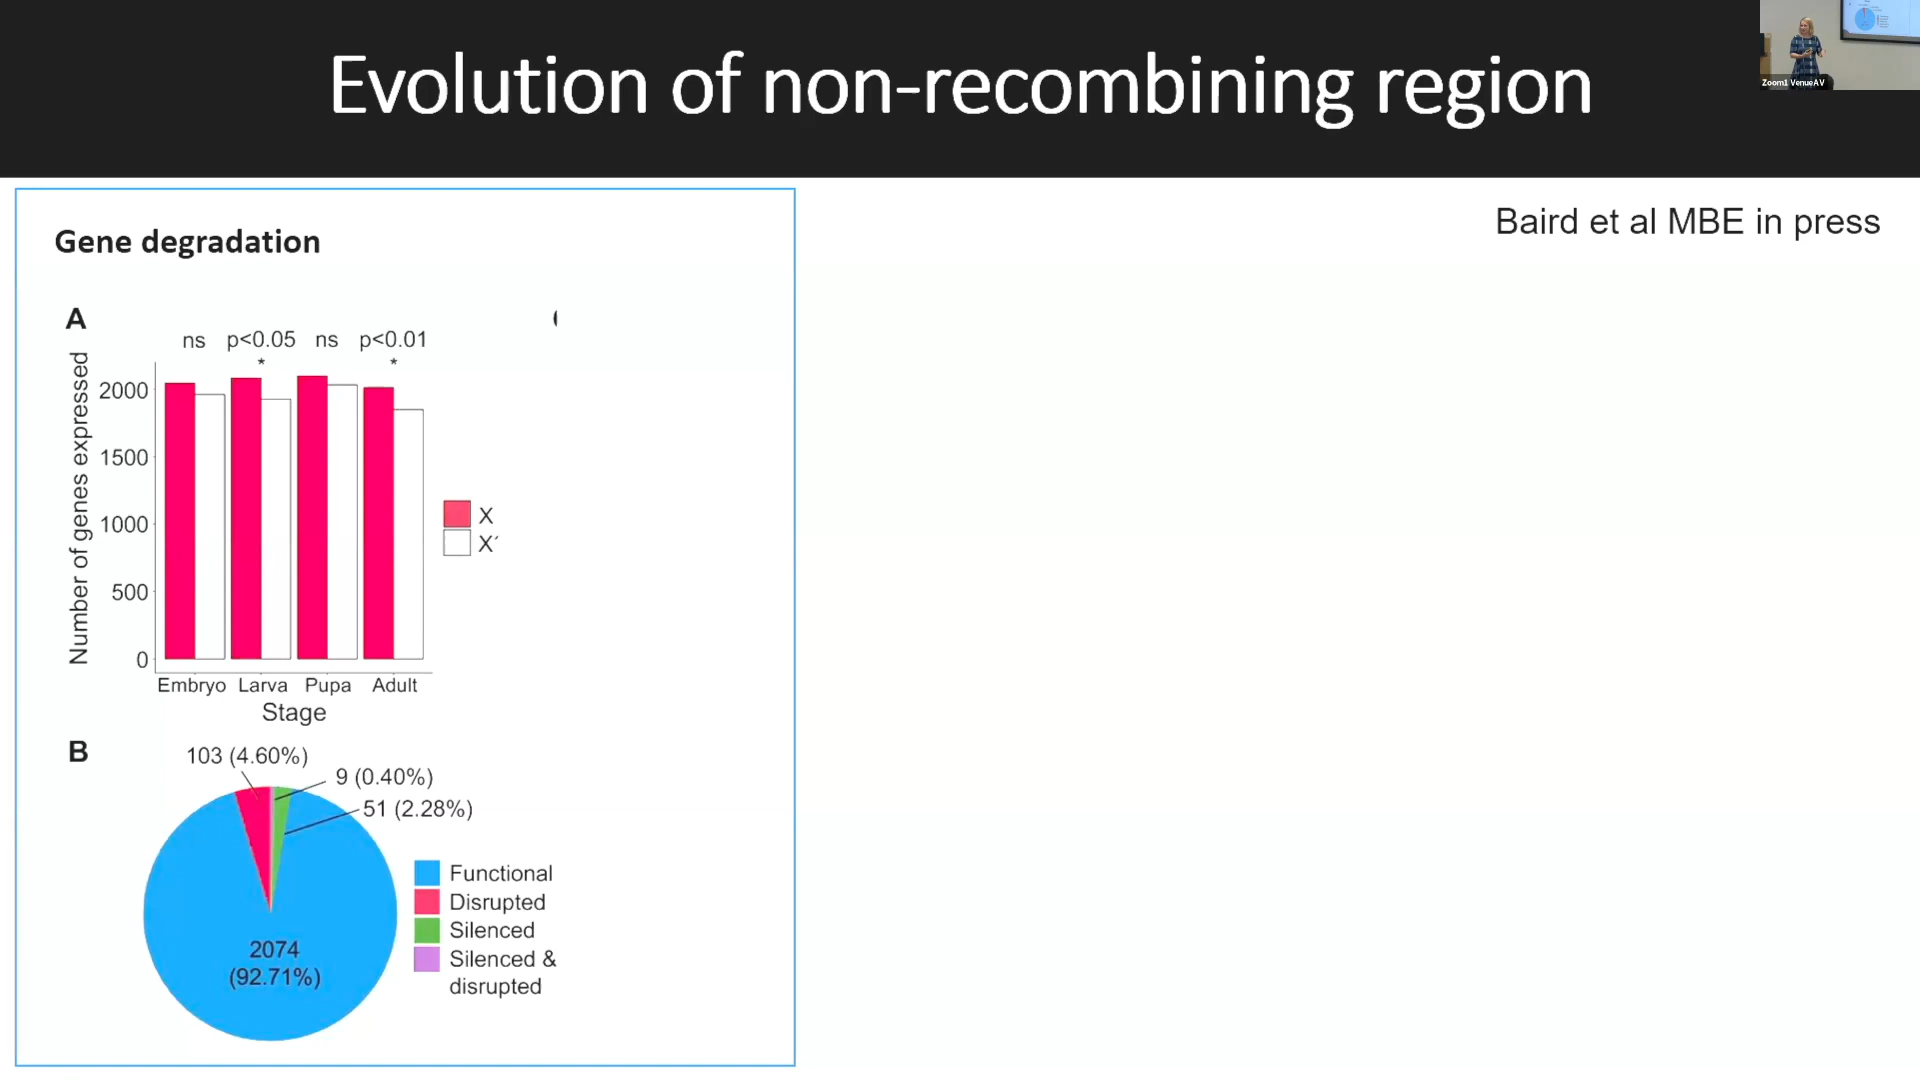 Evolution of non-recombining region
Zoom1 VenueAV
Baird et al MBE in press
Gene degradation
A
ns p<0.05 ns p<0.01
* *
Number of genes expressed
2000
1500
1000
500
0
X
X´
Embryo Larva Pupa Adult
Stage
B
103 (4.60%)
9 (0.40%)
51 (2.28%)
2074
(92.71%)
Functional
Disrupted
Silenced
Silenced &
disrupted